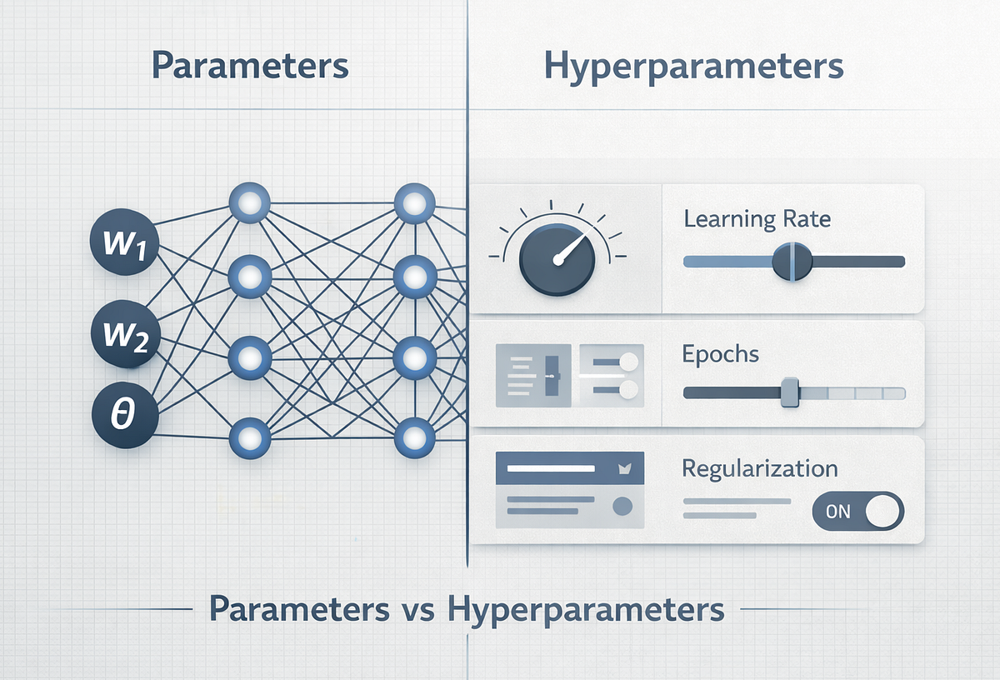 Parameters
Hyperparameters
w₁
w₂
θ
Learning Rate
Epochs
Regularization
ON
Parameters vs Hyperparameters